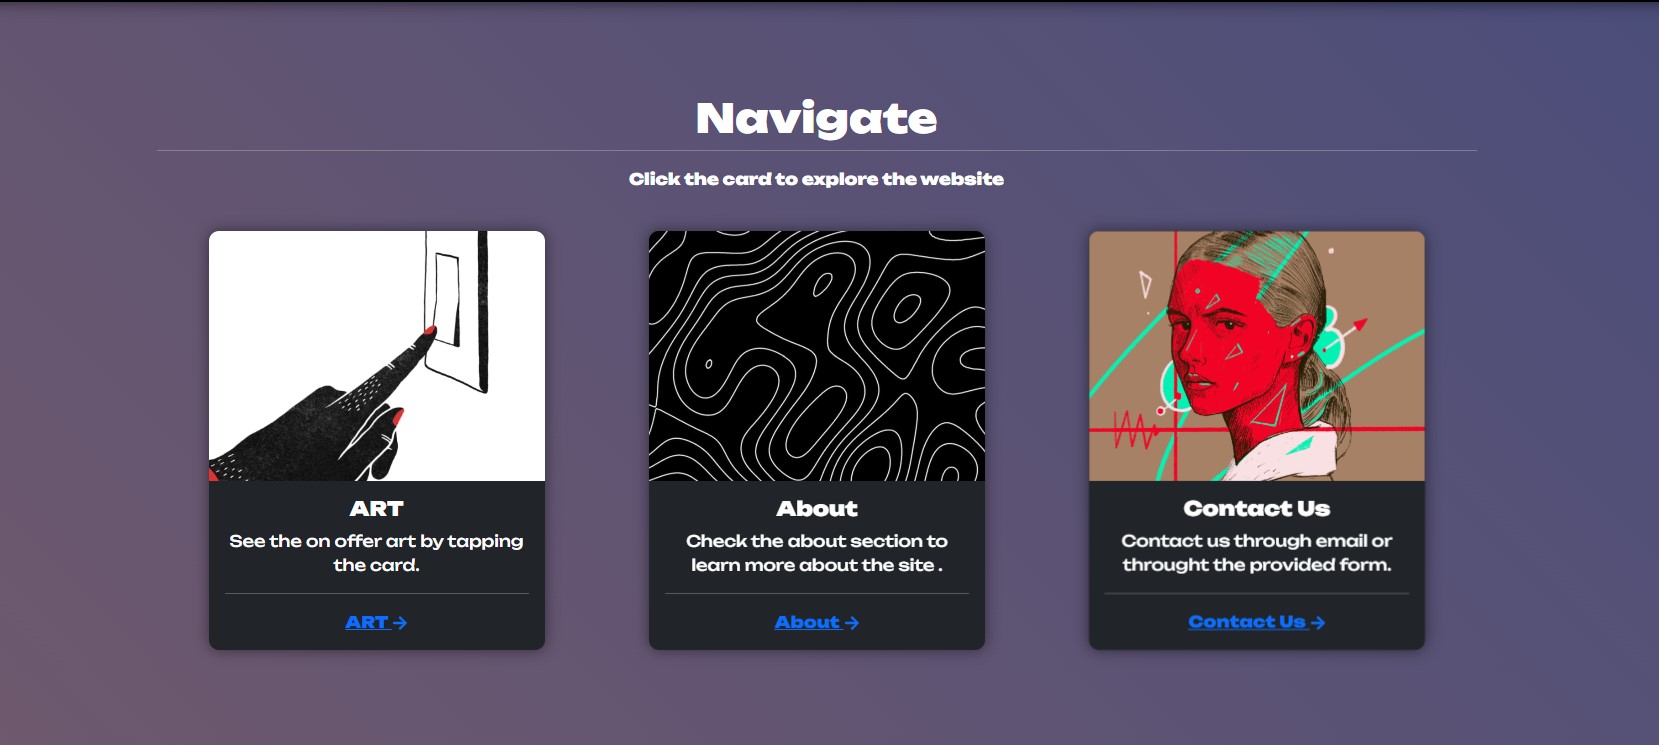 Navigate
Click the card to explore the website
ART
See the on offer art by tapping
the card.
ART →
About
Check the about section to
learn more about the site .
About →
Contact Us
Contact us through email or
throught the provided form.
Contact Us →